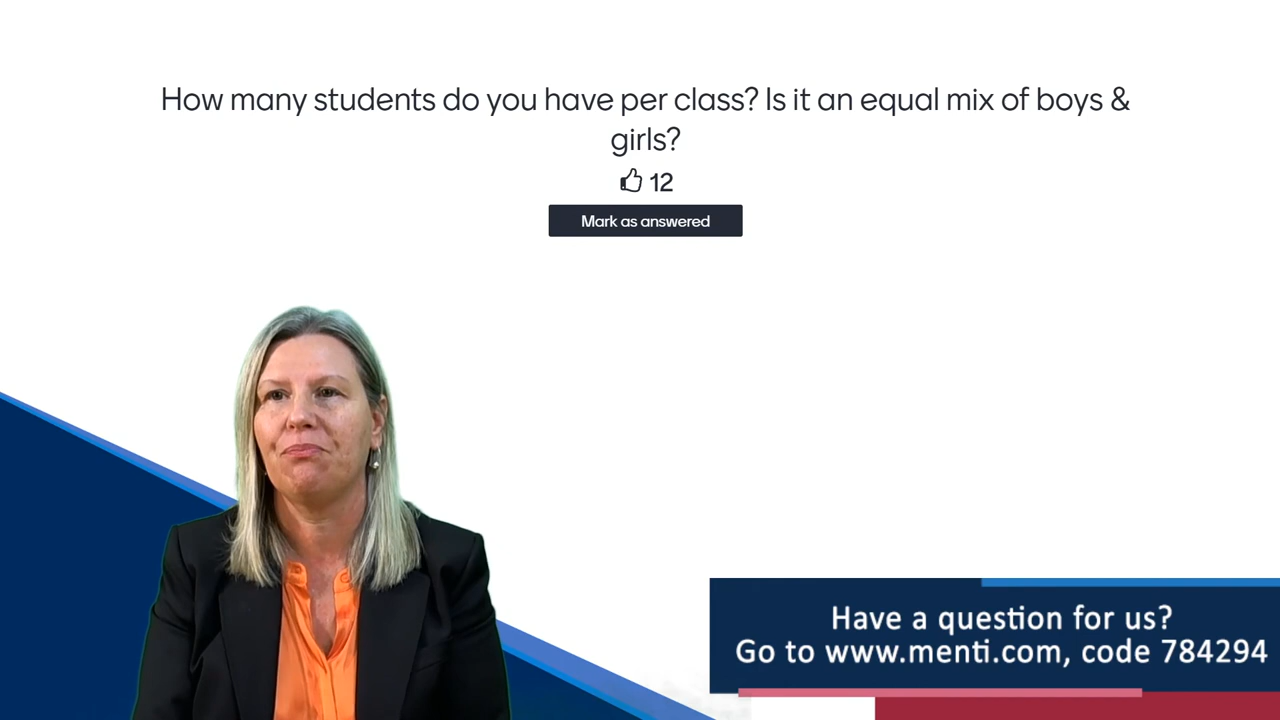 How many students do you have per class? Is it an equal mix of boys &
girls?
12
Mark as answered
Have a question for us?
Go to www.menti.com, code 784294